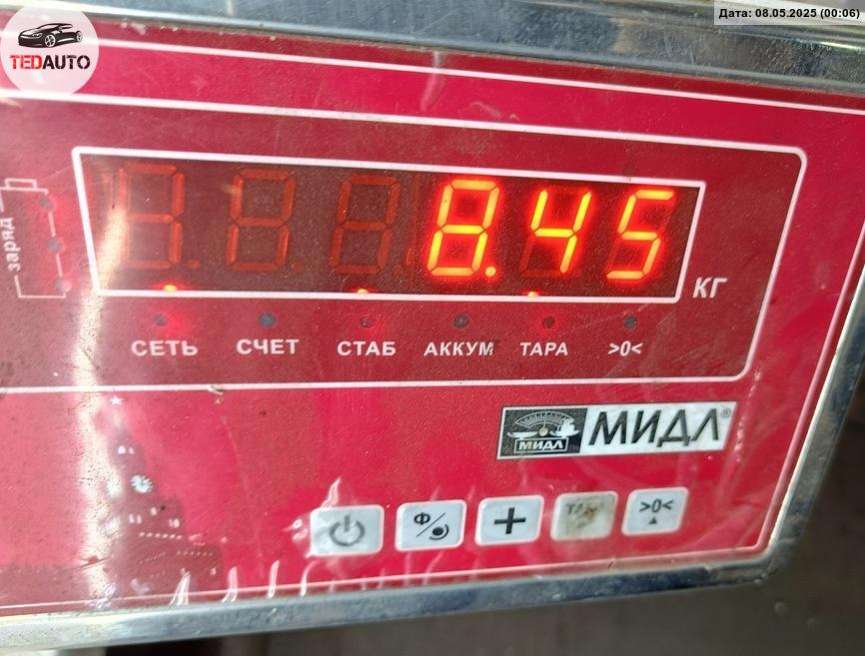 Дата: 08.05.2025 (00:06)
TEDAUTO
8.45
заряд
КГ
СЕТЬ СЧЕТ СТАБ АККУМ ТАРА >0<
МИДЛ МИДЛ®
Ф + >0<